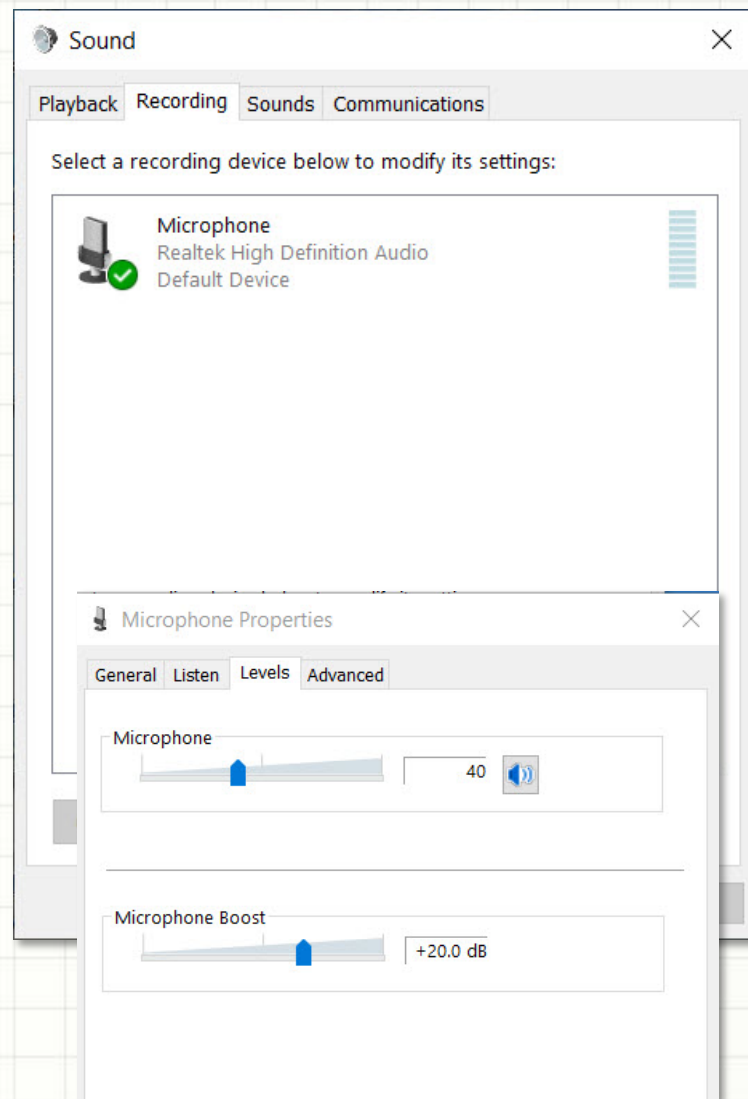 Sound
Playback Recording Sounds Communications
Select a recording device below to modify its settings:
Microphone
Realtek High Definition Audio
Default Device
Microphone Properties
General Listen Levels Advanced
Microphone
40
Microphone Boost
+20.0 dB